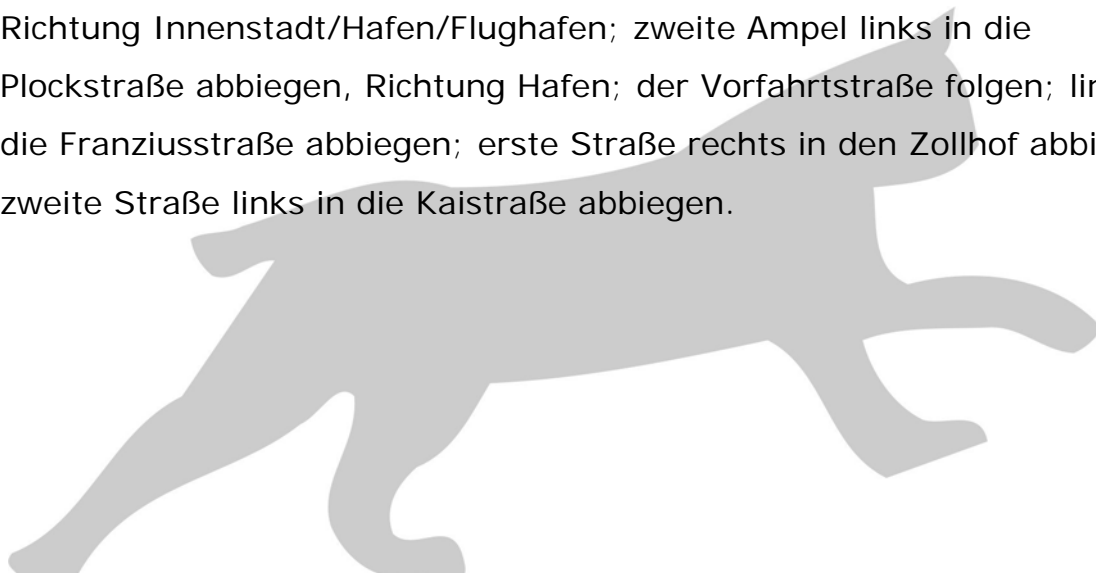 Richtung Innenstadt/Hafen/Flughafen; zweite Ampel links in die
Plockstraße abbiegen, Richtung Hafen; der Vorfahrtstraße folgen;
die Franziusstraße abbiegen; erste Straße rechts in den Zollhof
zweite Straße links in die Kaistraße abbiegen.